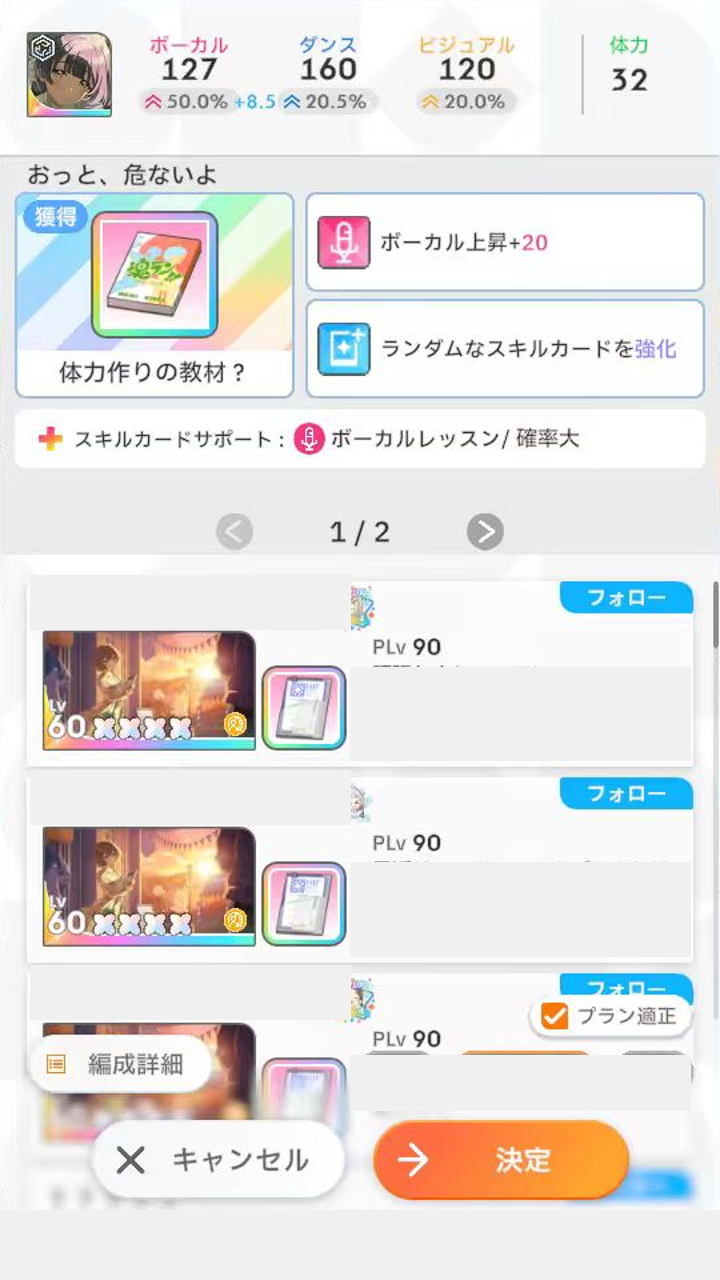 ボーカル ダンス ビジュアル 体力
127 160 120 32
50.0% +8.5 20.5% 20.0%
おっと、危ないよ
獲得
魂ラン!
体力作りの教材？
ボーカル上昇+20
ランダムなスキルカードを強化
スキルカードサポート : ボーカルレッスン/ 確率大
1 / 2
フォロー
PLv 90
Lv
60
フォロー
PLv 90
Lv
60
フォロー
プラン適正
PLv 90
編成詳細
キャンセル
決定